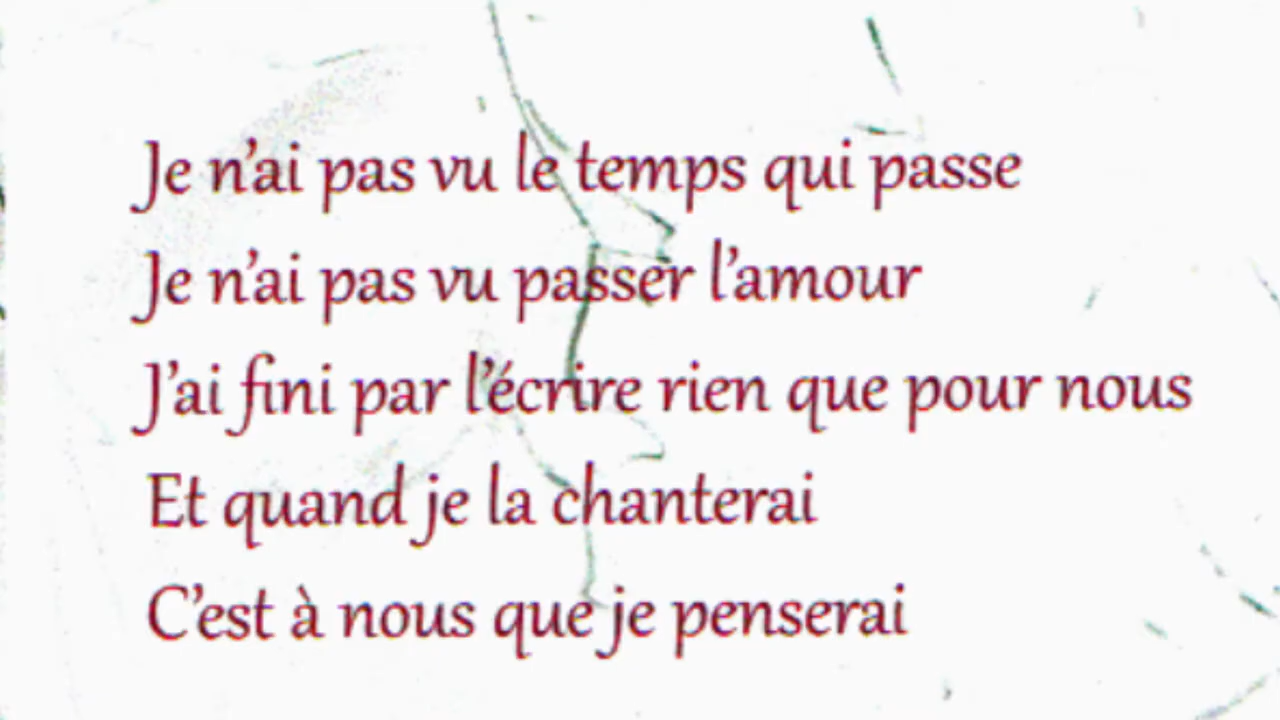 Je n’ai pas vu le temps qui passe
Je n’ai pas vu passer l’amour
J’ai fini par l’écrire rien que pour nous
Et quand je la chanterai
C’est à nous que je penserai